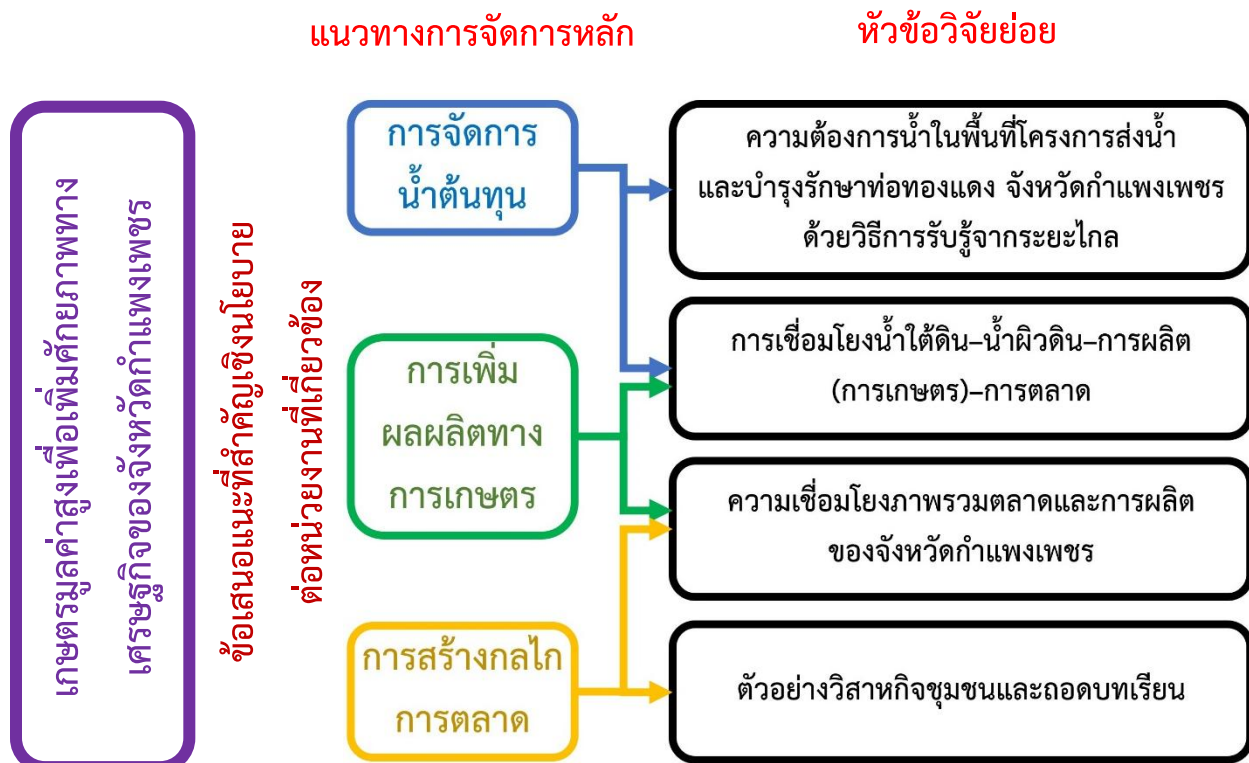 แนวทางการจัดการหลัก
หัวข้อวิจัยย่อย
เกษตรมูลค่าสูงเพื่อเพิ่มศักยภาพทาง
เศรษฐกิจของจังหวัดกำแพงเพชร
ข้อเสนอแนะที่สำคัญเชิงนโยบาย
ต่อหน่วยงานที่เกี่ยวข้อง
การจัดการ
น้ำต้นทุน
การเพิ่ม
ผลผลิตทาง
การเกษตร
การสร้างกลไก
การตลาด
ความต้องการน้ำในพื้นที่โครงการส่งน้ำ
และบำรุงรักษาท่อทองแดง จังหวัดกำแพงเพชร
ด้วยวิธีการรับรู้จากระยะไกล
การเชื่อมโยงน้ำใต้ดิน–น้ำผิวดิน–การผลิต
(การเกษตร)–การตลาด
ความเชื่อมโยงภาพรวมตลาดและการผลิต
ของจังหวัดกำแพงเพชร
ตัวอย่างวิสาหกิจชุมชนและถอดบทเรียน